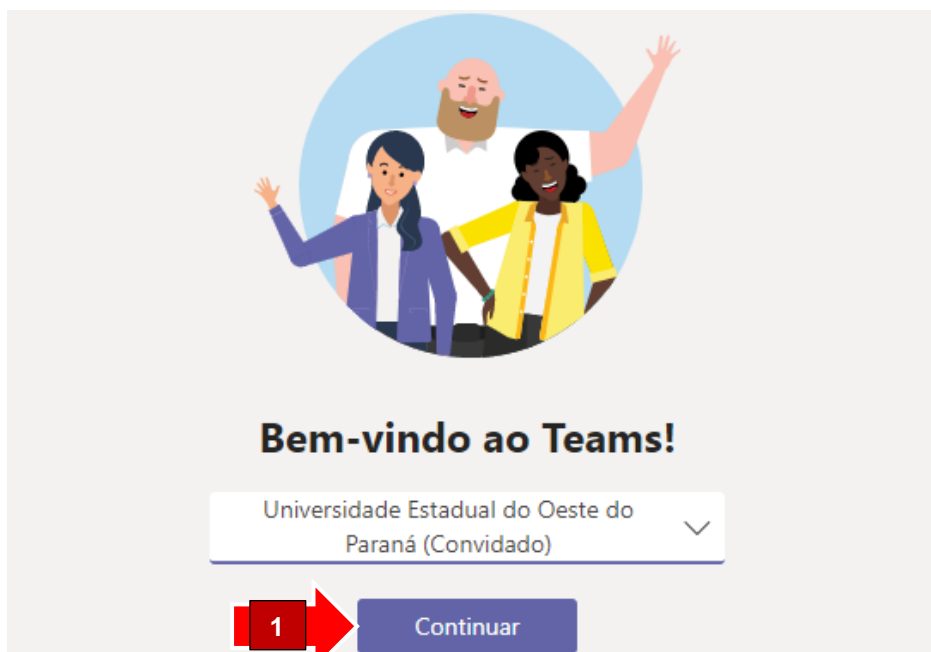 Bem-vindo ao Teams!
Universidade Estadual do Oeste do
Paraná (Convidado)
1
Continuar